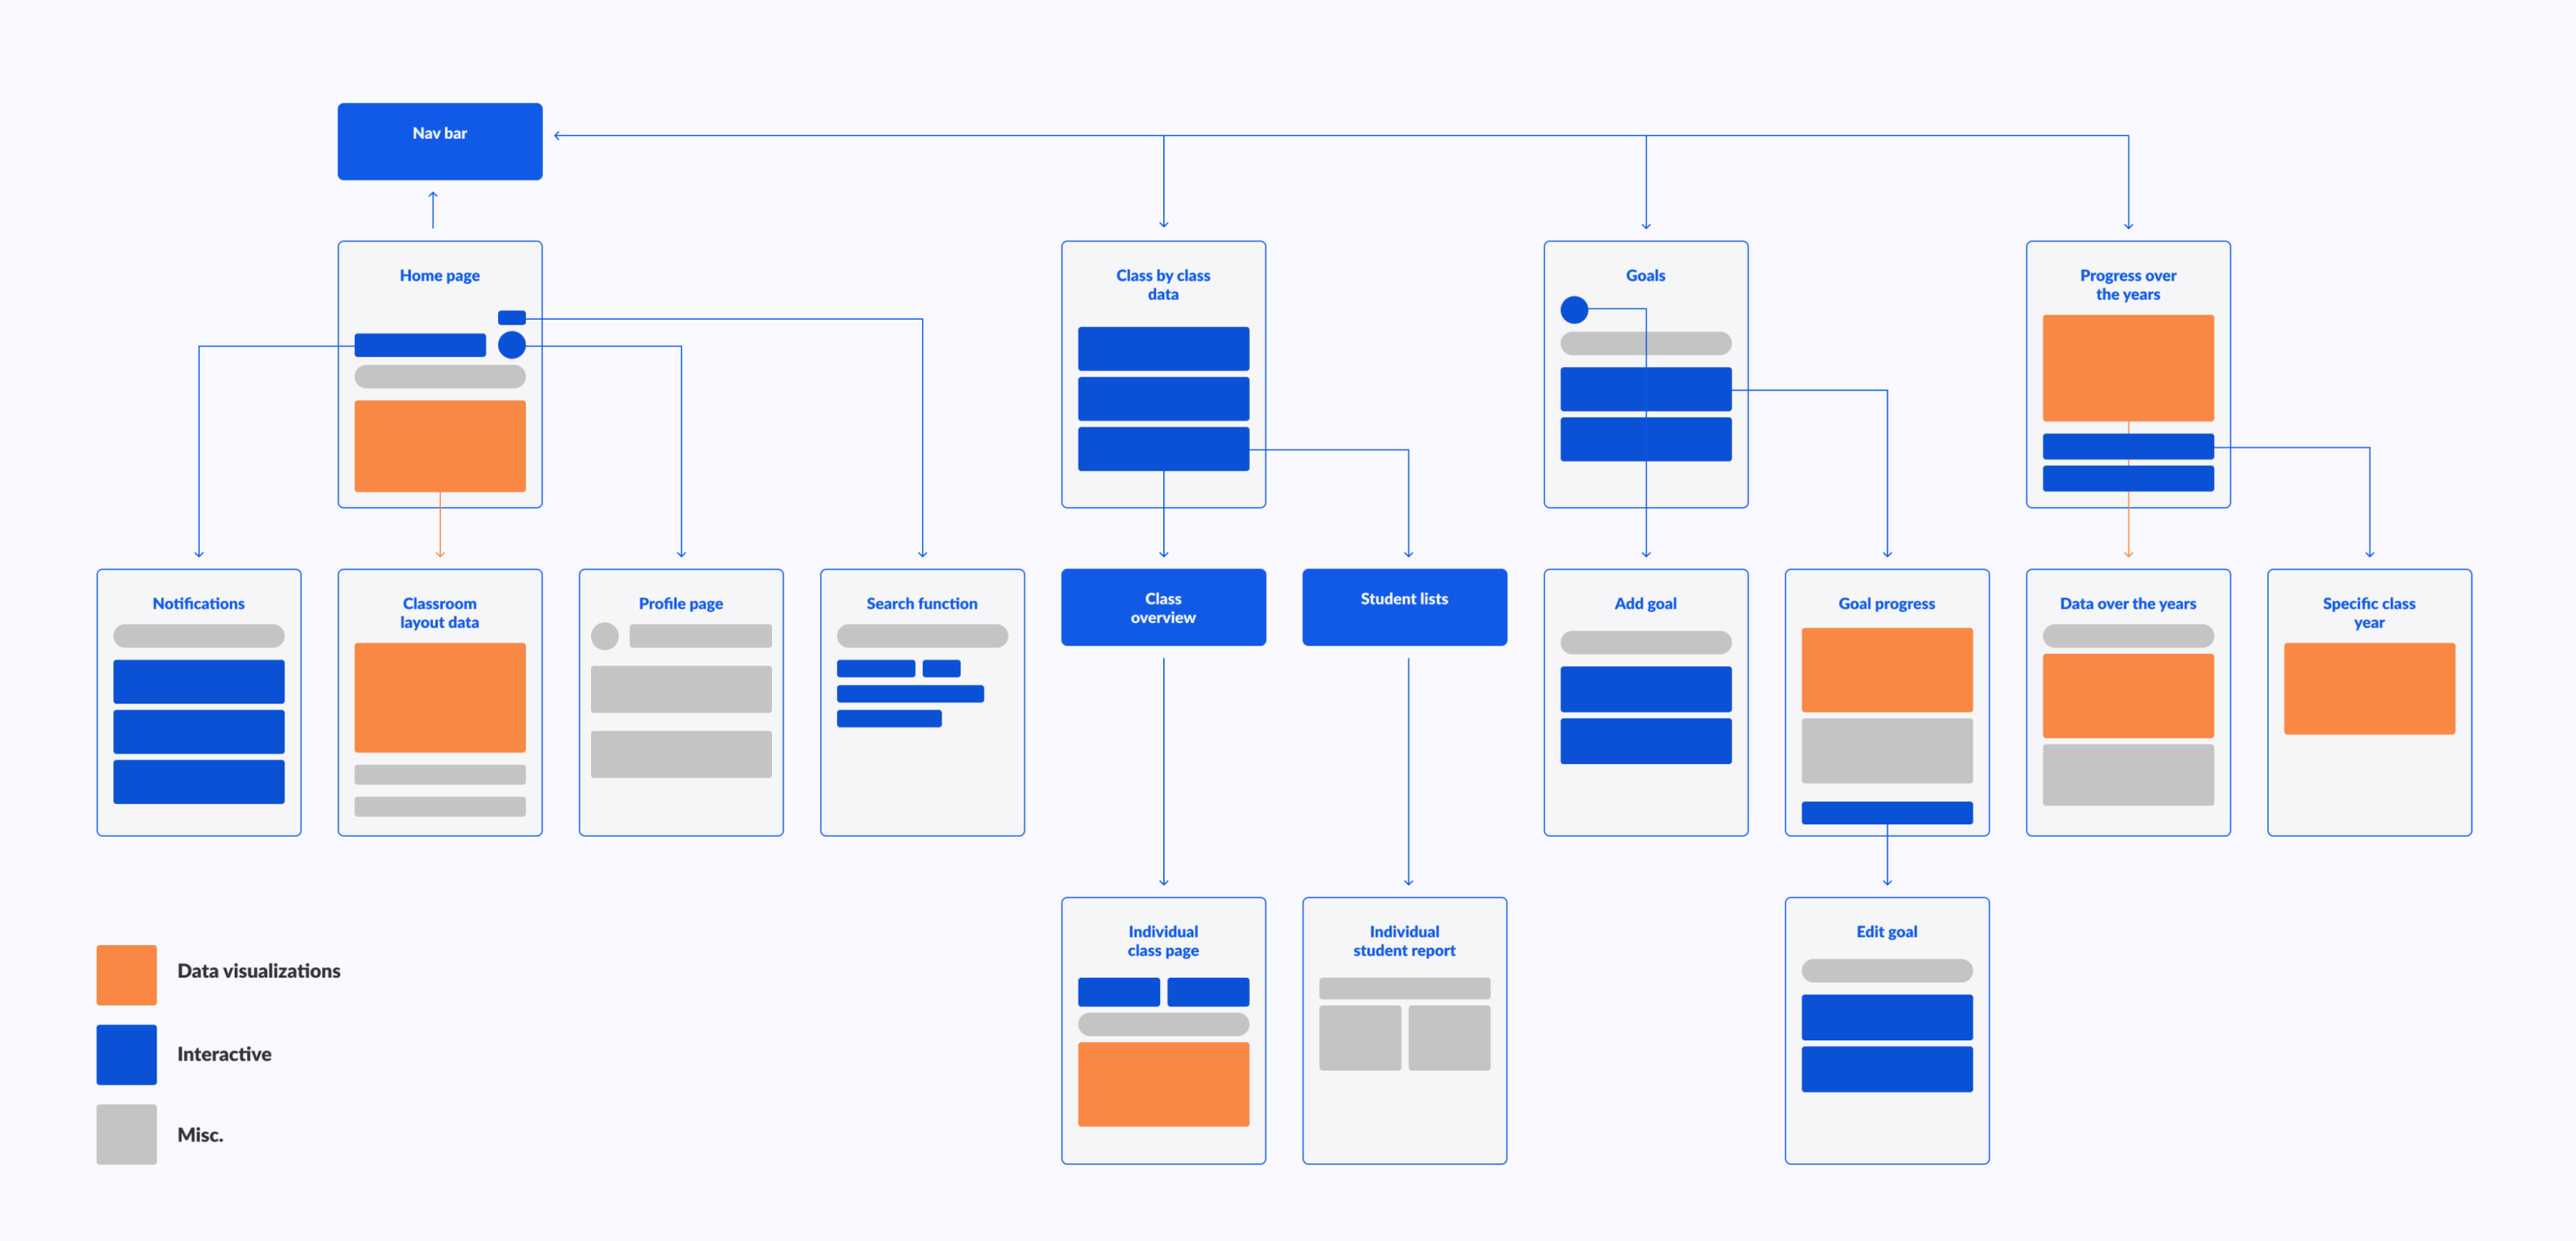 Nav bar
Home page
Class by class
data
Goals
Progress over
the years
Notifications
Classroom
layout data
Profile page
Search function
Class
overview
Student lists
Add goal
Goal progress
Data over the years
Specific class
year
Individual
class page
Individual
student report
Edit goal
Data visualizations
Interactive
Misc.